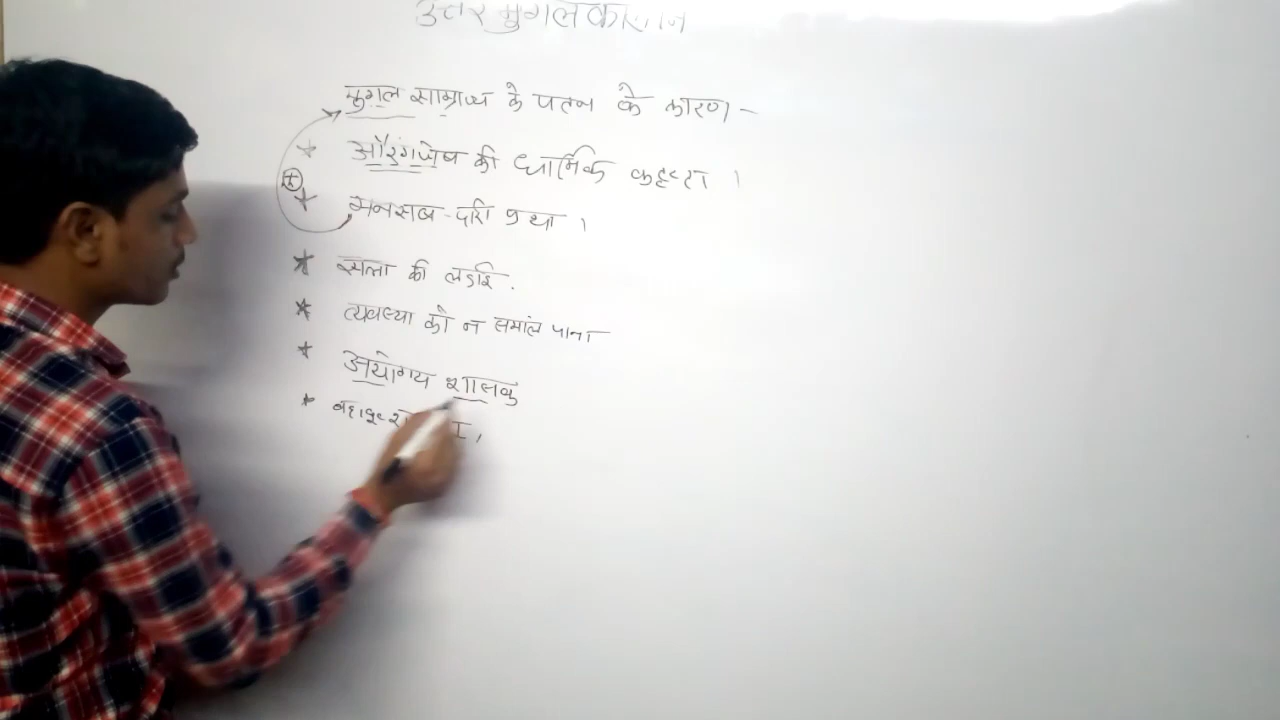 उत्तर मुगल कालीन
मुगल साम्राज्य के पतन के कारण –
औरंगजेब की धार्मिक कट्टरता ।
मनसब-दारी प्रथा ।
सत्ता की लडाई .
व्यवस्था को न समांल पाना
अयोगय शासक
बहादुर I ,